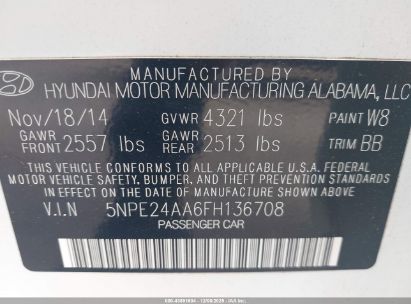 MANUFACTURED BY
HYUNDAI MOTOR MANUFACTURING ALABAMA, LLC
Nov/18/14 GVWR 4321 lbs PAINT W8
GAWR FRONT 2557 lbs GAWR REAR 2513 lbs TRIM BB
THIS VEHICLE CONFORMS TO ALL APPLICABLE U.S.A FEDERAL
MOTOR VEHICLE SAFETY, BUMPER, AND THEFT PREVENTION STANDARDS
IN EFFECT ON THE DATE OF MANUFACTURE SHOWN ABOVE.
V.I.N 5NPE24AA6FH136708
PASSENGER CAR